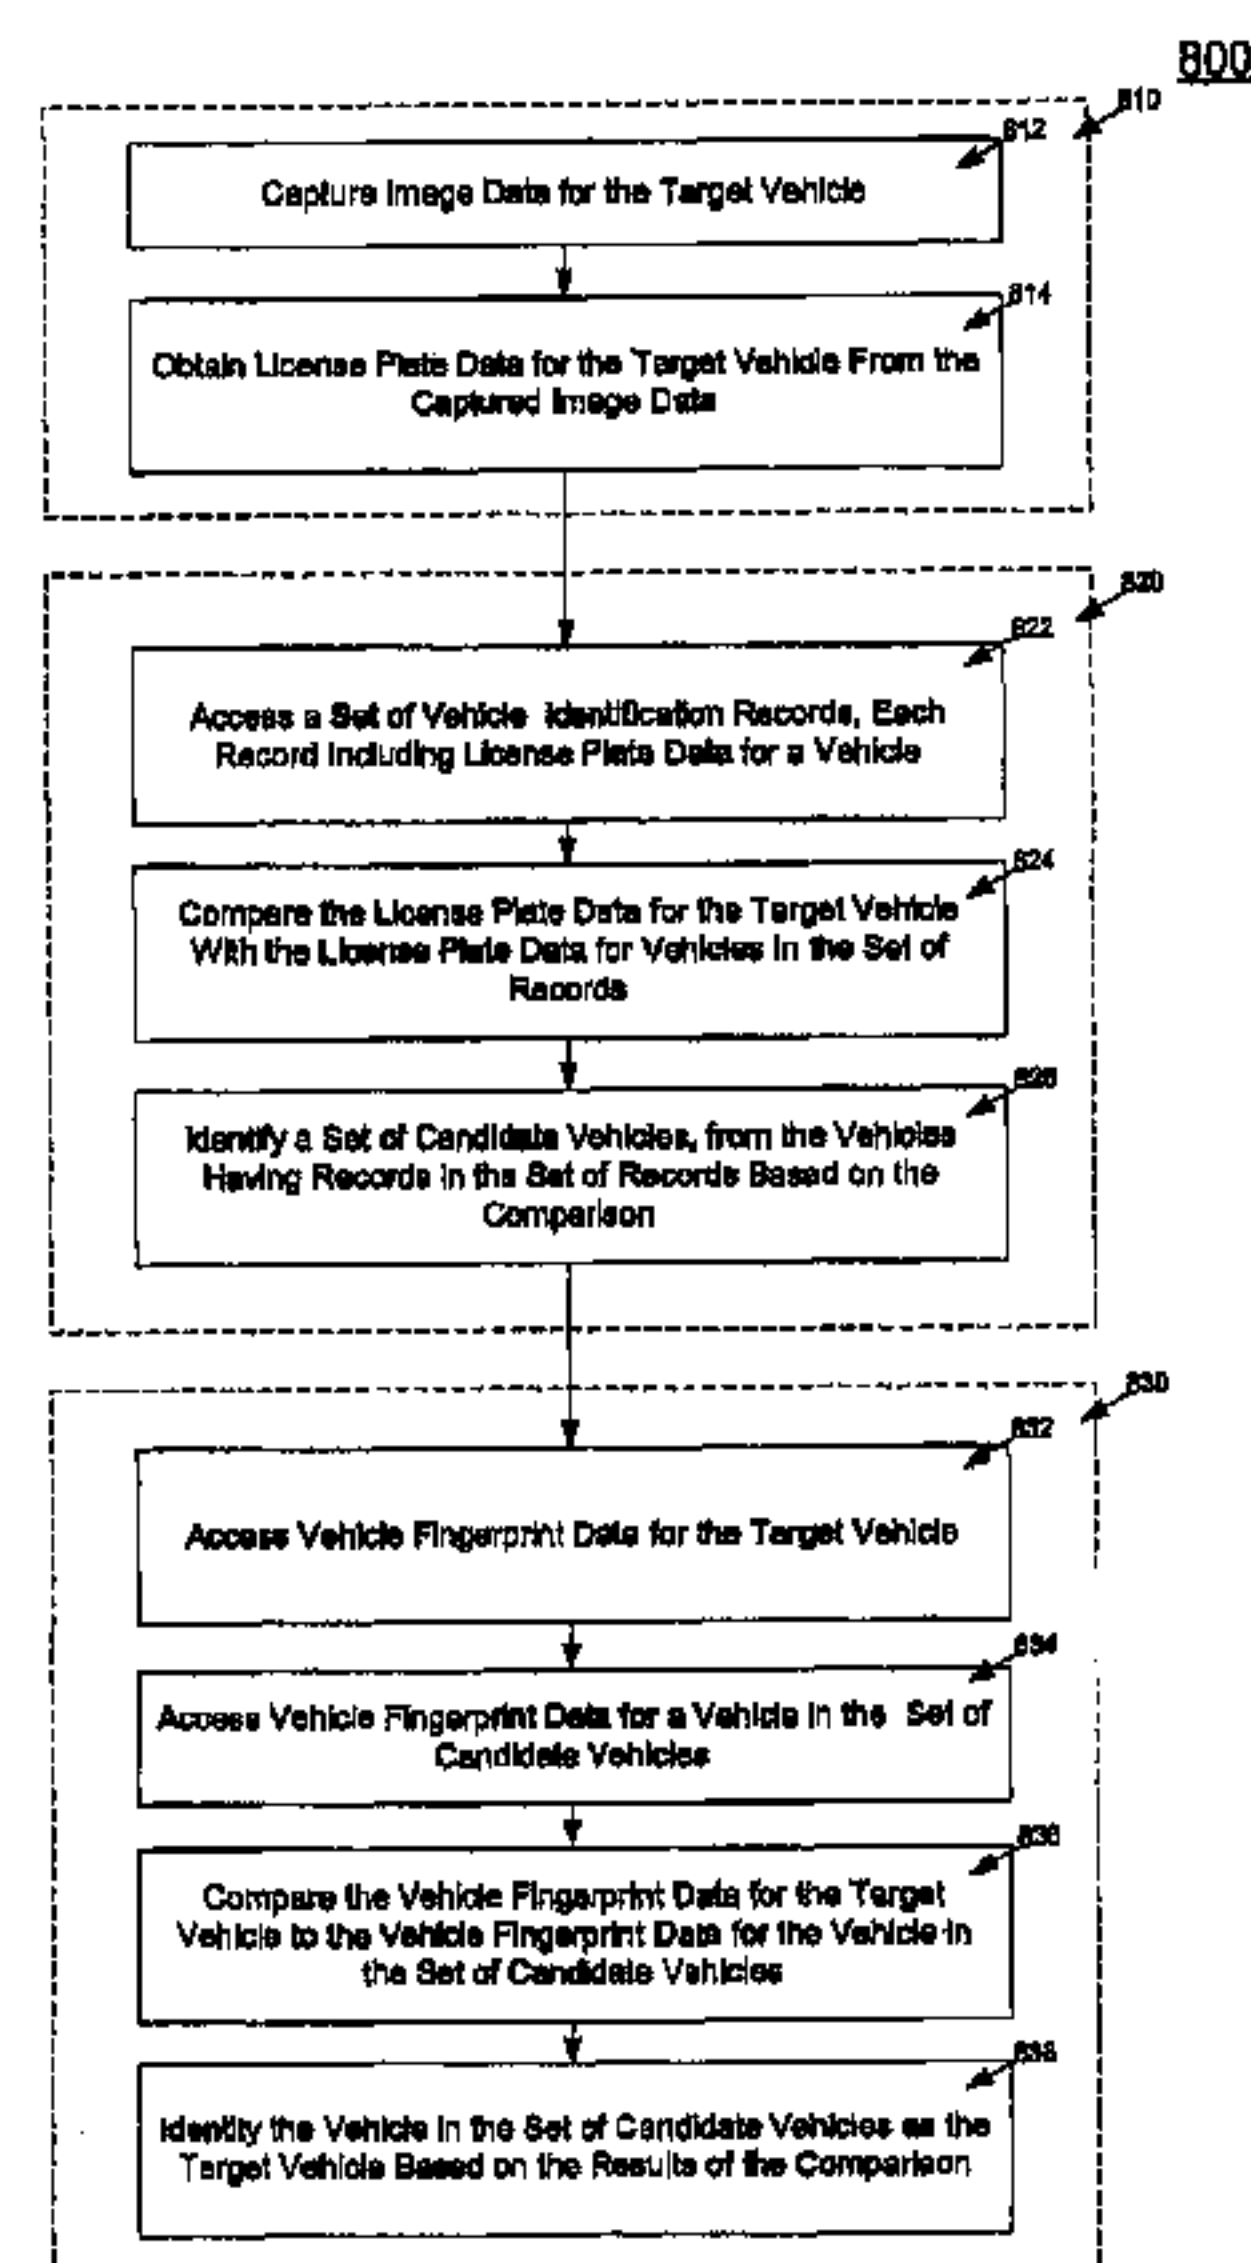 800
810
812
Capture Image Data for the Target Vehicle
814
Obtain License Plate Data for the Target Vehicle From the
Captured Image Data
820
822
Access a Set of Vehicle Identification Records, Each
Record Including License Plate Data for a Vehicle
824
Compare the License Plate Data for the Target Vehicle
With the License Plate Data for Vehicles in the Set of
Records
826
Identify a Set of Candidate Vehicles, from the Vehicles
Having Records in the Set of Records Based on the
Comparison
830
832
Access Vehicle Fingerprint Data for the Target Vehicle
834
Access Vehicle Fingerprint Data for a Vehicle in the Set of
Candidate Vehicles
836
Compare the Vehicle Fingerprint Data for the Target
Vehicle to the Vehicle Fingerprint Data for the Vehicle in
the Set of Candidate Vehicles
838
Identify the Vehicle in the Set of Candidate Vehicles as the
Target Vehicle Based on the Results of the Comparison